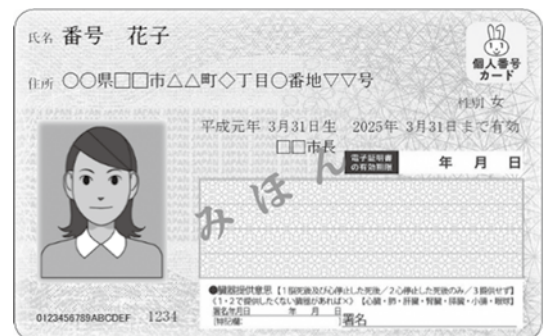 氏名 番号 花子
個人番号
カード
住所 ○○県□□市△△町◇丁目○番地▽▽号
性別 女
平成元年 3月31日生 2025年 3月31日まで有効
□□市長
電子証明書
の有効期限
年 月 日
みほん
●臓器提供意思【1 脳死後及び心停止した死後／2 心停止した死後のみ／3 提供せず】
《1・2で提供したくない臓器があれば×》【心臓・肺・肝臓・腎臓・膵臓・小腸・眼球】
署名年月日 年 月 日
[特記欄: ] 署名
0123456789ABCDEF 1234